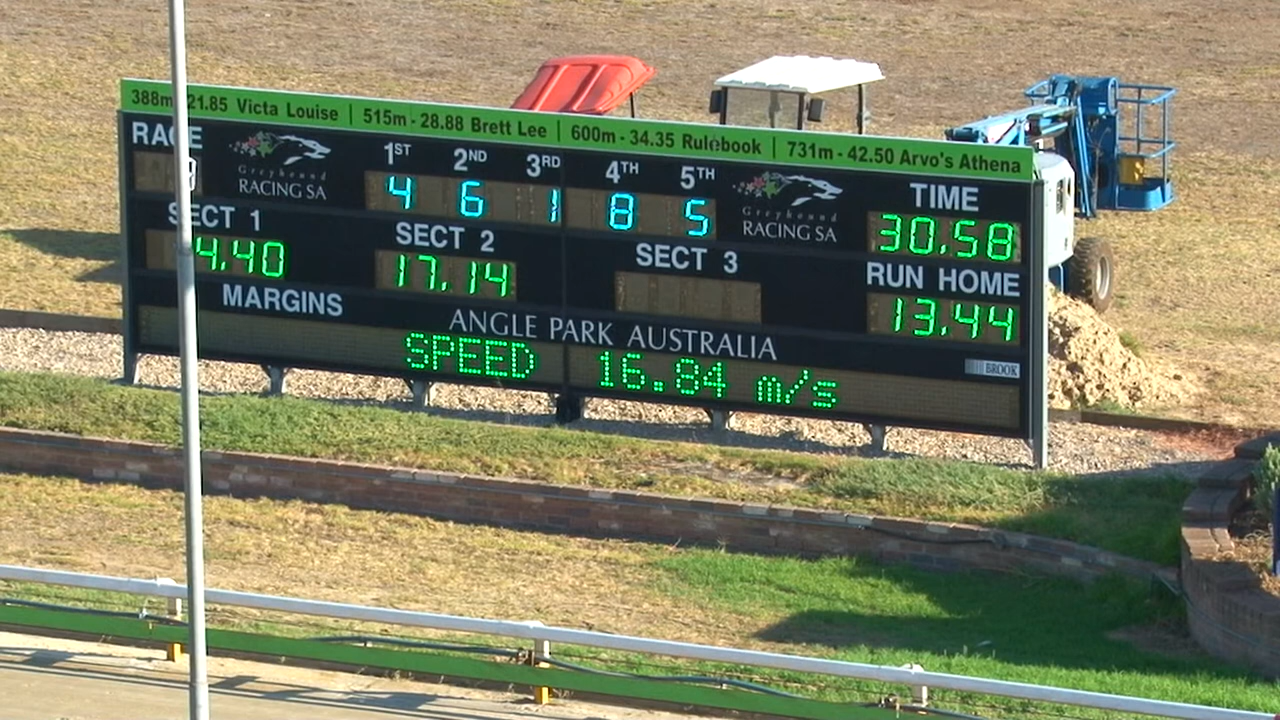 388m 21.85 Victa Louise | 515m - 28.88 Brett Lee | 600m - 34.35 Rulebook | 731m - 42.50 Arvo's Athena
RACE
Greyhound
RACING SA
1ST 2ND 3RD 4TH 5TH
4 6 1 8 5
Greyhound
RACING SA
TIME
30.58
SECT 1
4.40
SECT 2
17.14
SECT 3
RUN HOME
13.44
MARGINS
ANGLE PARK AUSTRALIA
SPEED 16.84 m/s
BROOK